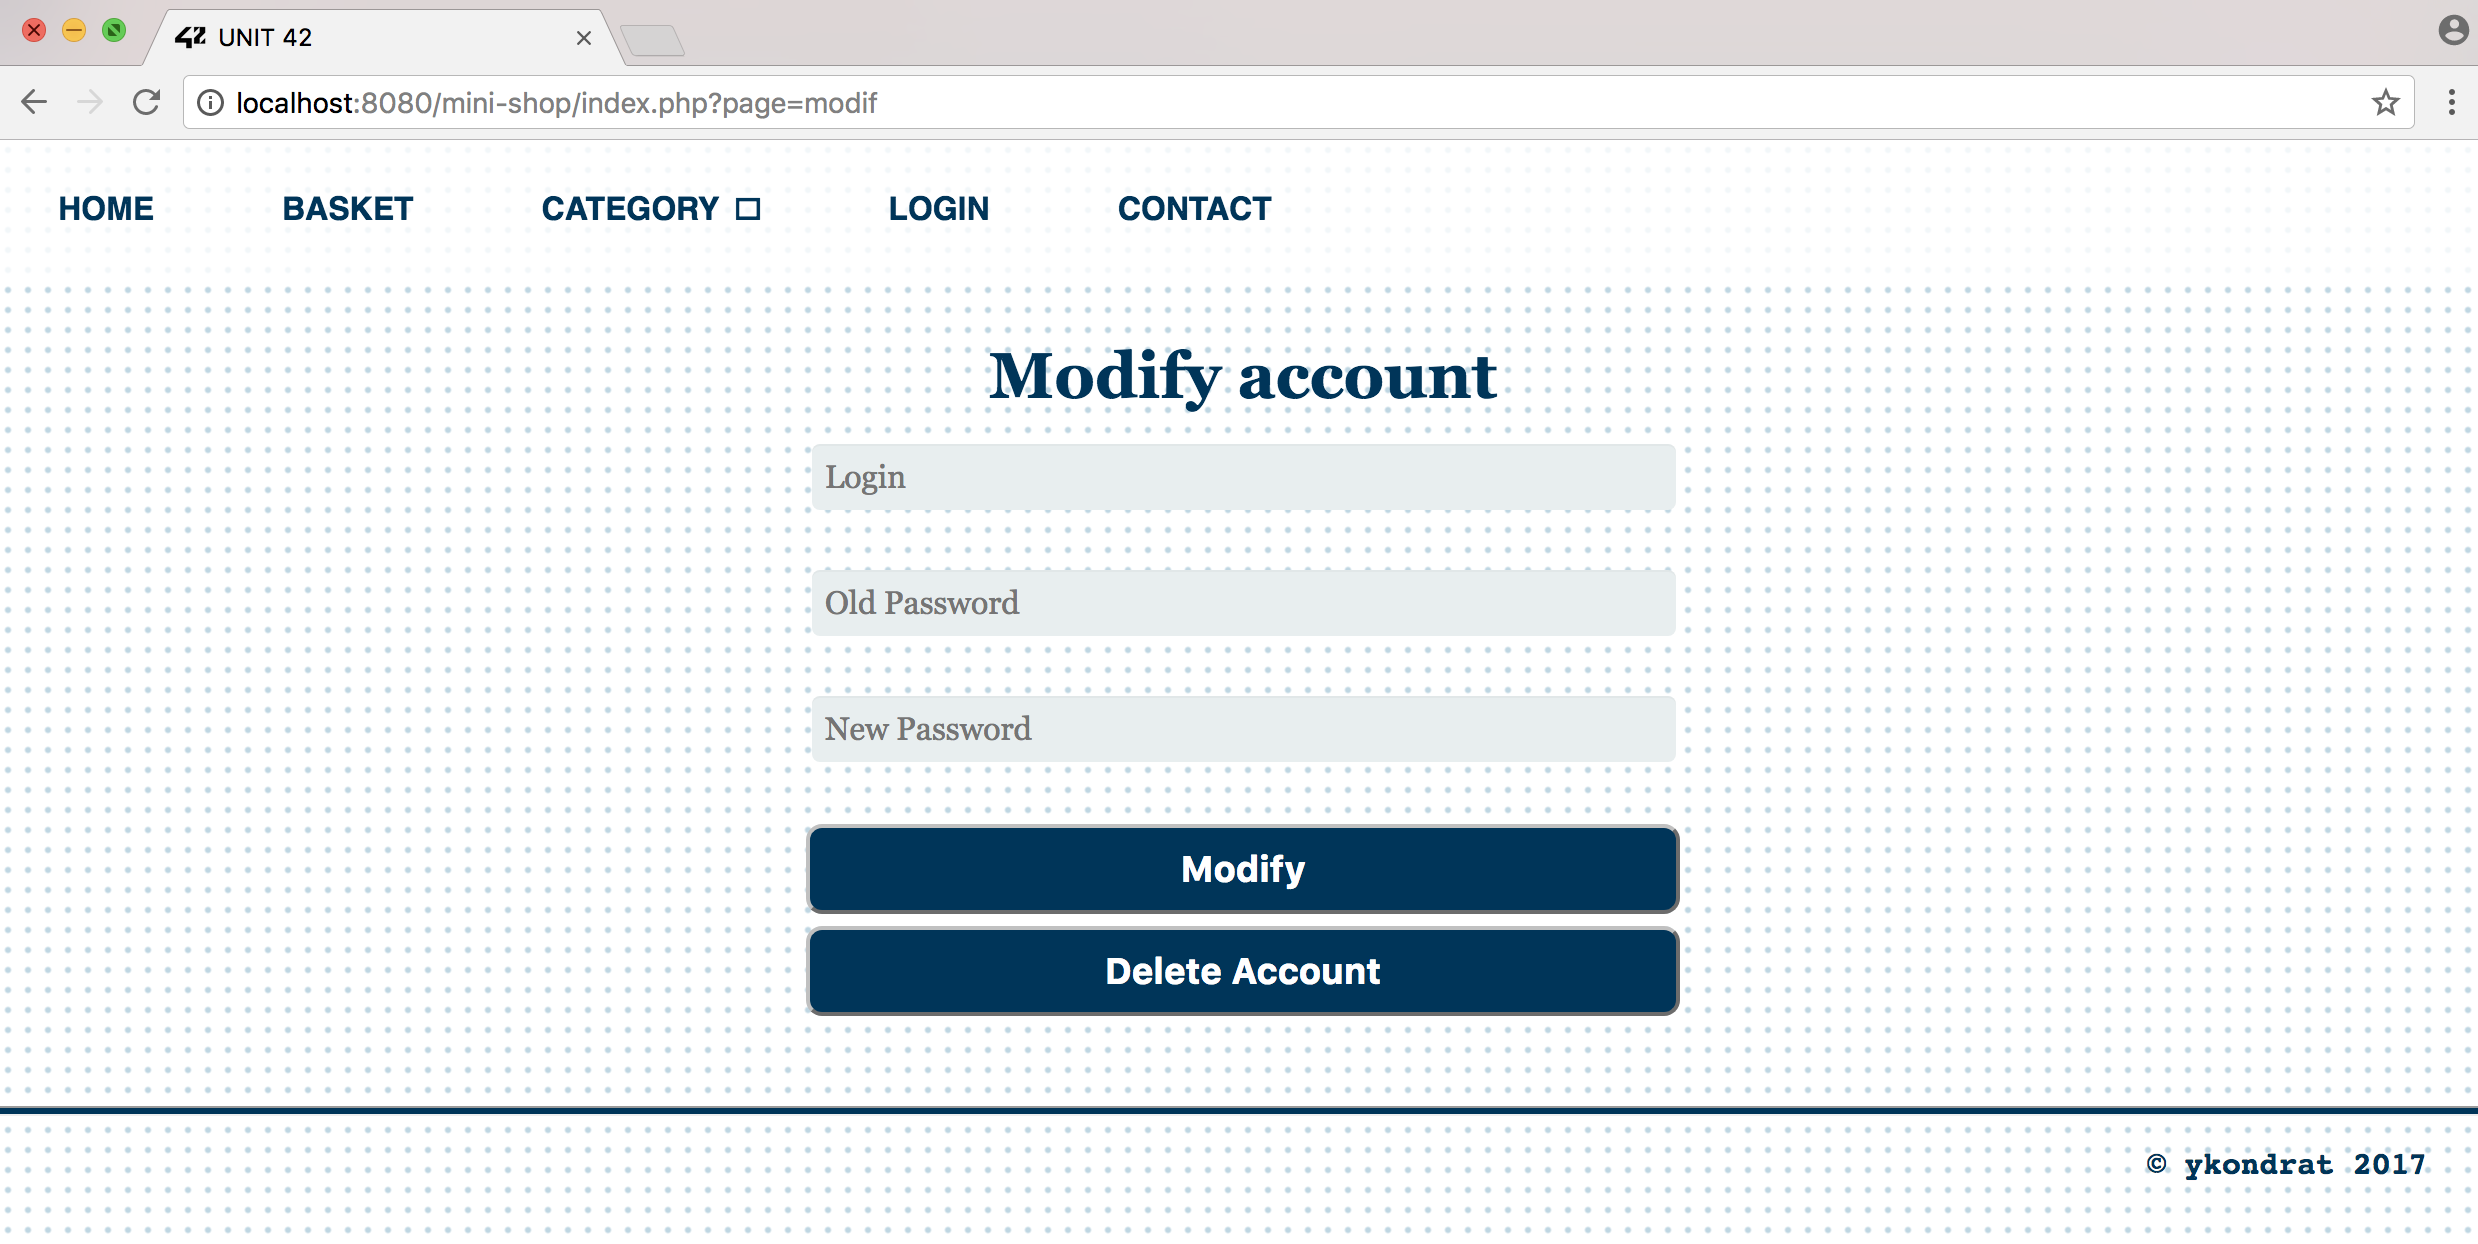 UNIT 42
localhost:8080/mini-shop/index.php?page=modif
HOME BASKET CATEGORY LOGIN CONTACT
Modify account
Login
Old Password
New Password
Modify
Delete Account
© ykondrat 2017